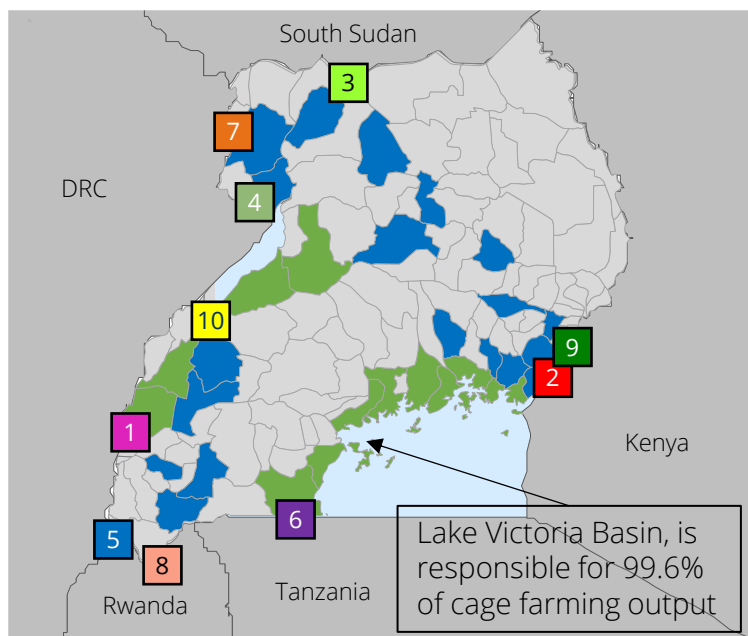 South Sudan
3
7
DRC
4
10
9
2
1
Kenya
6
5
8
Lake Victoria Basin, is
responsible for 99.6%
of cage farming output
Tanzania
Rwanda